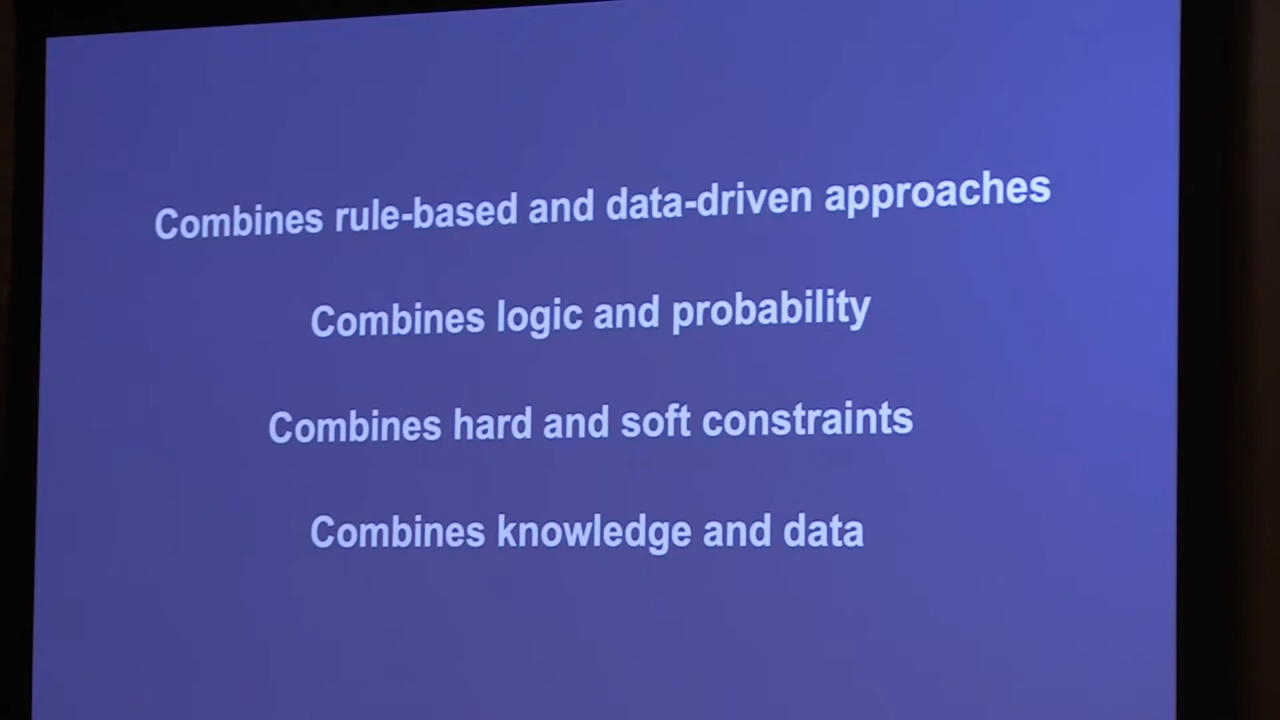 Combines rule-based and data-driven approaches
Combines logic and probability
Combines hard and soft constraints
Combines knowledge and data